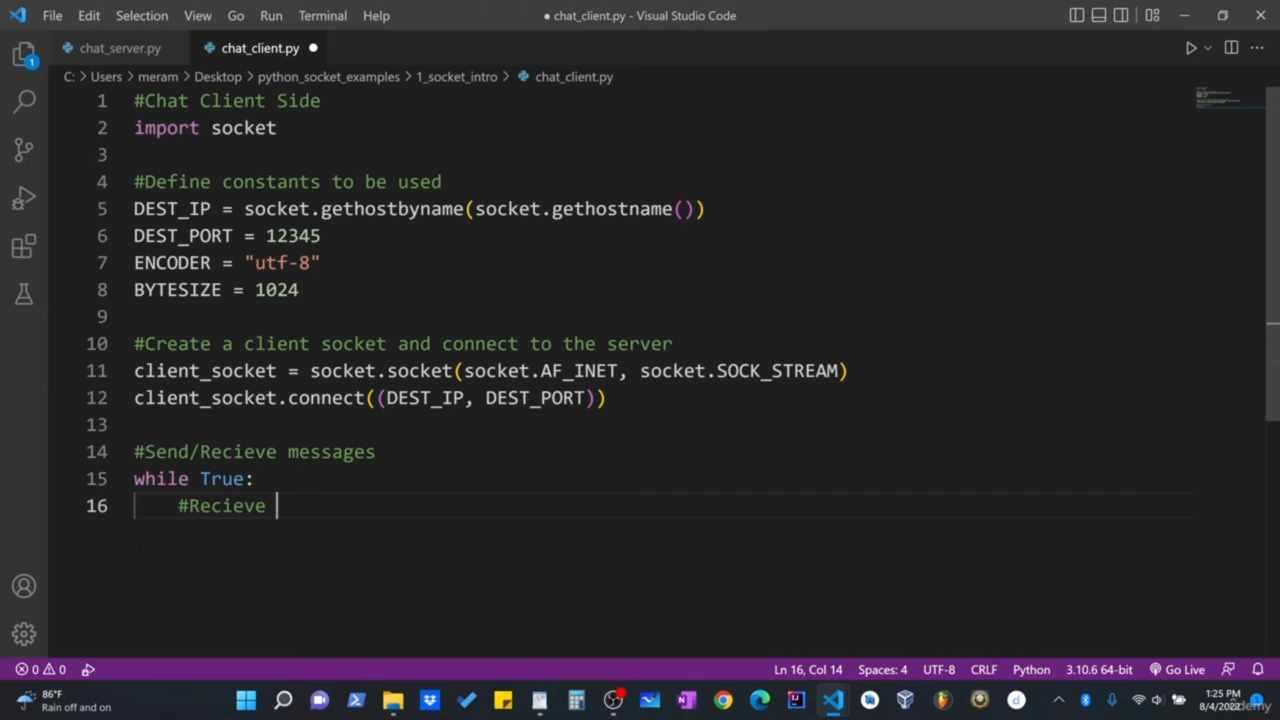 File Edit Selection View Go Run Terminal Help
● chat_client.py - Visual Studio Code
chat_server.py chat_client.py ●
C: > Users > meram > Desktop > python_socket_examples > 1_socket_intro > chat_client.py
1 #Chat Client Side
2 import socket
3
4 #Define constants to be used
5 DEST_IP = socket.gethostbyname(socket.gethostname())
6 DEST_PORT = 12345
7 ENCODER = "utf-8"
8 BYTESIZE = 1024
9
10 #Create a client socket and connect to the server
11 client_socket = socket.socket(socket.AF_INET, socket.SOCK_STREAM)
12 client_socket.connect((DEST_IP, DEST_PORT))
13
14 #Send/Recieve messages
15 while True:
16 #Recieve
1
0 0 Ln 16, Col 14 Spaces: 4 UTF-8 CRLF Python 3.10.6 64-bit Go Live
86°F
Rain off and on
1:25 PM
8/4/2022
Udemy